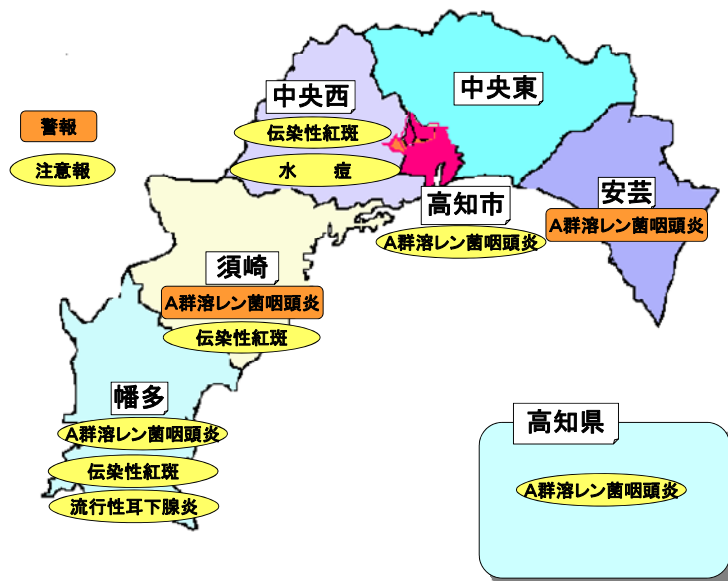 中央西
中央東
警報
伝染性紅斑
注意報
水　痘
安芸
高知市
A群溶レン菌咽頭炎
A群溶レン菌咽頭炎
須崎
A群溶レン菌咽頭炎
伝染性紅斑
幡多
高知県
A群溶レン菌咽頭炎
伝染性紅斑
A群溶レン菌咽頭炎
流行性耳下腺炎